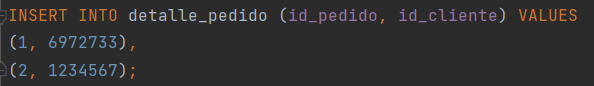 INSERT INTO detalle_pedido (id_pedido, id_cliente) VALUES
(1, 6972733),
(2, 1234567);